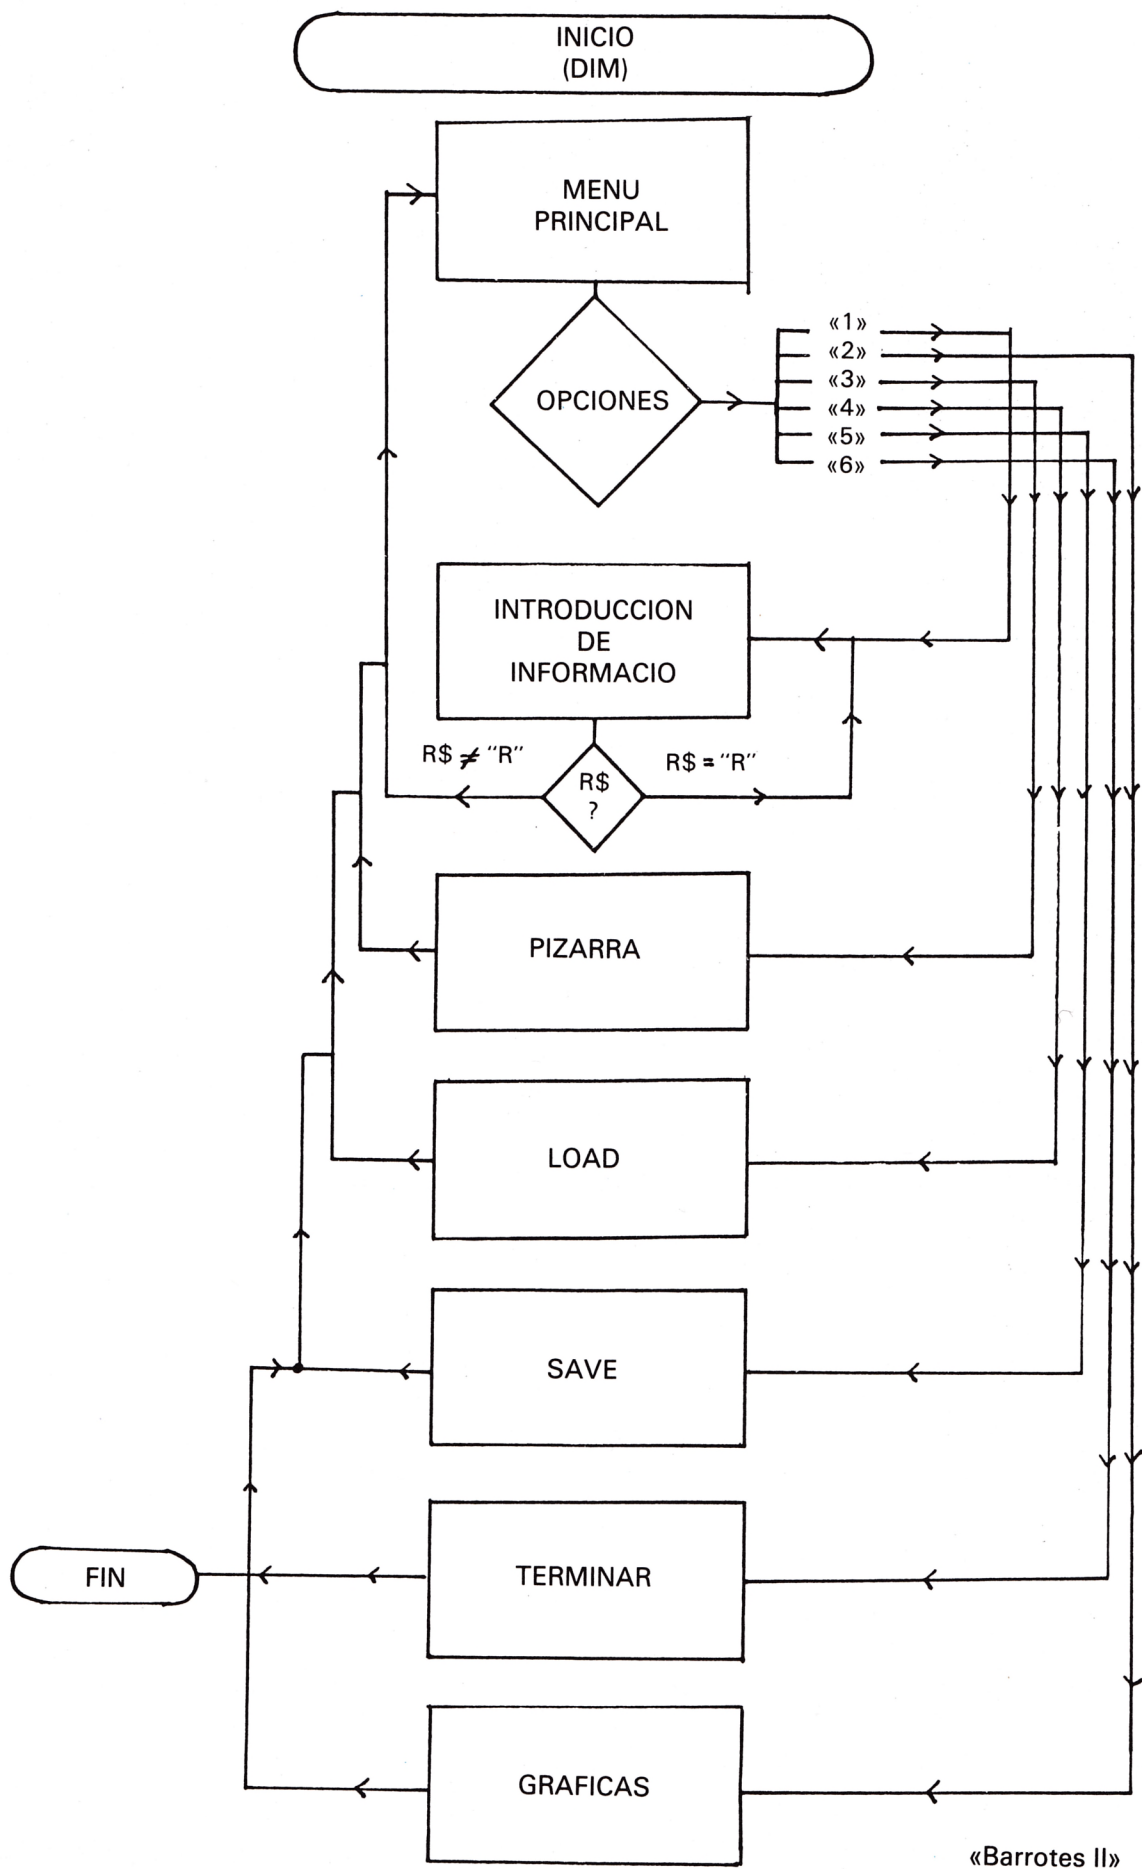 INICIO
(DIM)
MENU
PRINCIPAL
OPCIONES
«1»
«2»
«3»
«4»
«5»
«6»
INTRODUCCION
DE
INFORMACIO
R$ ≠ “R”
R$ = “R”
R$
?
PIZARRA
LOAD
SAVE
FIN
TERMINAR
GRAFICAS
«Barrotes II»